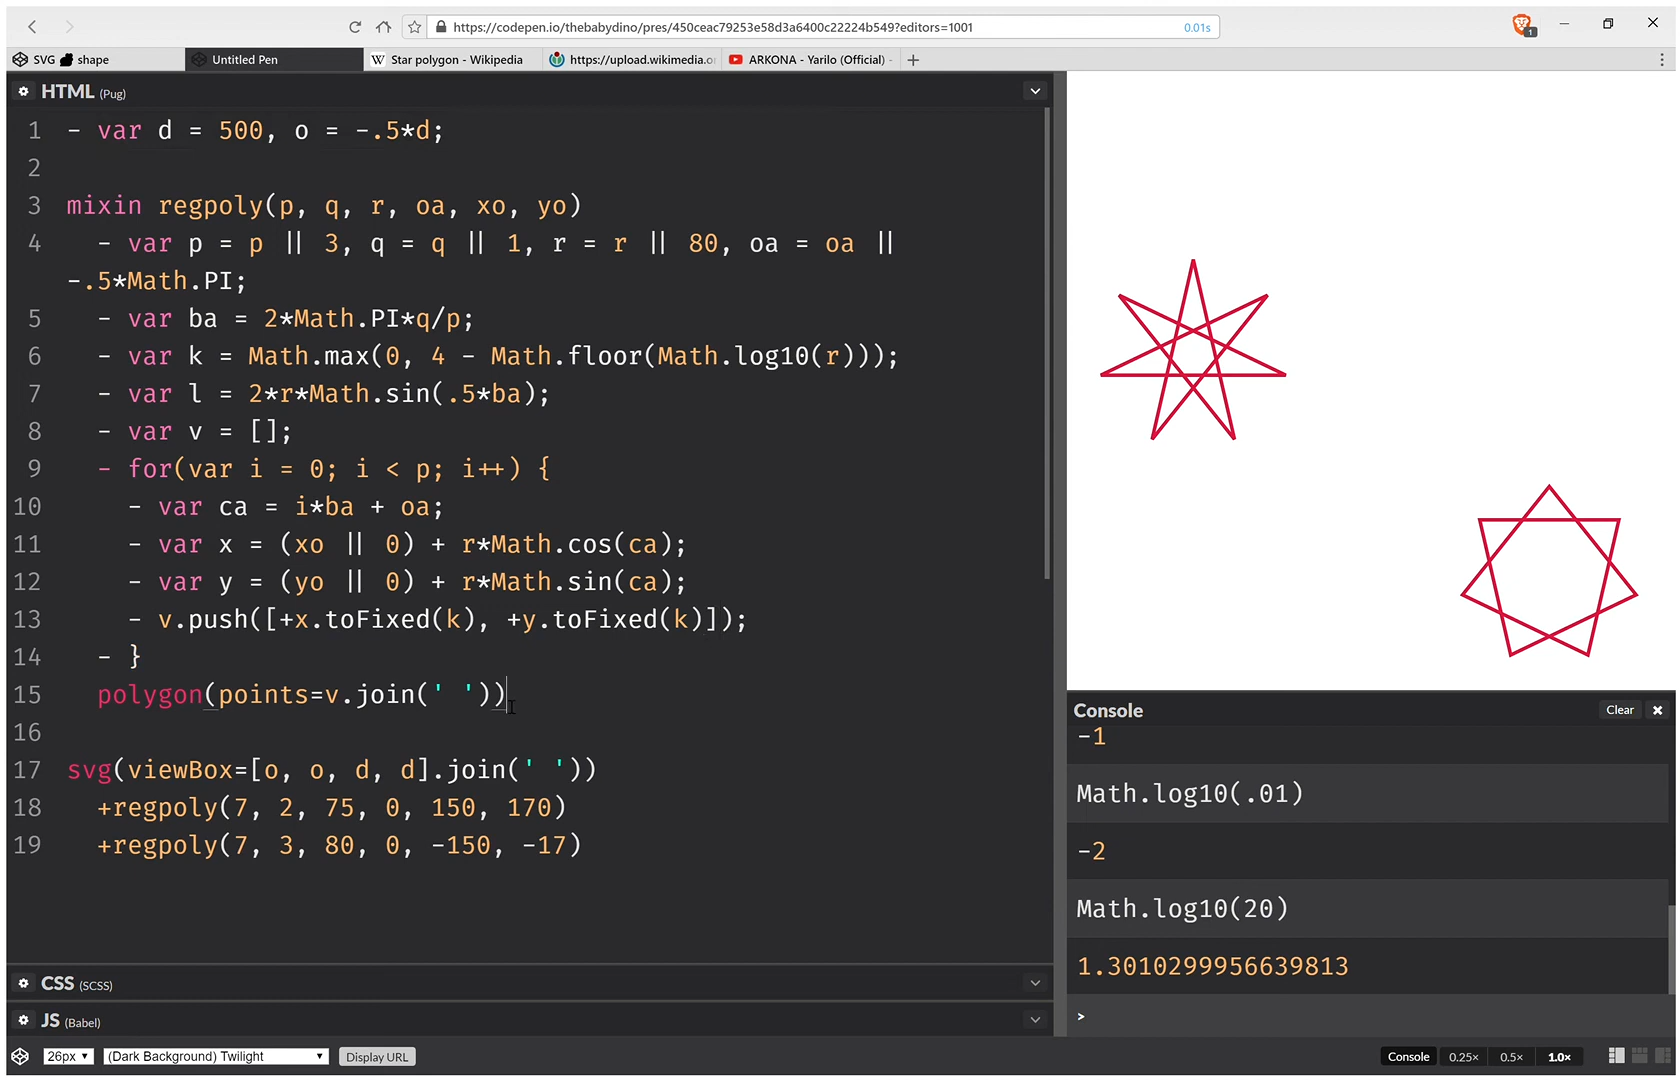 https://codepen.io/thebabydino/pres/450ceac79253e58d3a6400c22224b549?editors=1001
0.01s
1
SVG shape
Untitled Pen
W Star polygon - Wikipedia
https://upload.wikimedia.o
ARKONA - Yarilo (Official) -
HTML (Pug)
1 - var d = 500, o = -.5*d;
2
3 mixin regpoly(p, q, r, oa, xo, yo)
4 - var p = p || 3, q = q || 1, r = r || 80, oa = oa ||
-.5*Math.PI;
5 - var ba = 2*Math.PI*q/p;
6 - var k = Math.max(0, 4 - Math.floor(Math.log10(r)));
7 - var l = 2*r*Math.sin(.5*ba);
8 - var v = [];
9 - for(var i = 0; i < p; i++) {
10 - var ca = i*ba + oa;
11 - var x = (xo || 0) + r*Math.cos(ca);
12 - var y = (yo || 0) + r*Math.sin(ca);
13 - v.push([+x.toFixed(k), +y.toFixed(k)]);
14 - }
15 polygon(points=v.join(' '))
16
17 svg(viewBox=[o, o, d, d].join(' '))
18 +regpoly(7, 2, 75, 0, 150, 170)
19 +regpoly(7, 3, 80, 0, -150, -17)
CSS (SCSS)
JS (Babel)
26px
(Dark Background) Twilight
Display URL
Console
Clear
-1
Math.log10(.01)
-2
Math.log10(20)
1.3010299956639813
>
Console
0.25×
0.5×
1.0×